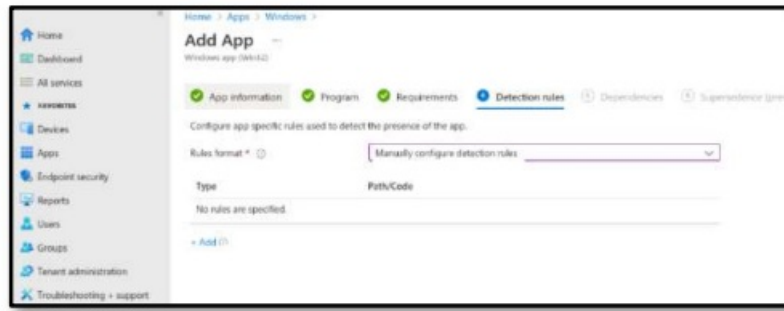 Home > Apps > Windows >
Add App ...
Windows app (Win32)
Home
Dashboard
All services
FAVORITES
Devices
Apps
Endpoint security
Reports
Users
Groups
Tenant administration
Troubleshooting + support
App information
Program
Requirements
4 Detection rules
Dependencies
Supersedence (pre
Configure app specific rules used to detect the presence of the app.
Rules format *
Manually configure detection rules
Type
Path/Code
No rules are specified.
+ Add